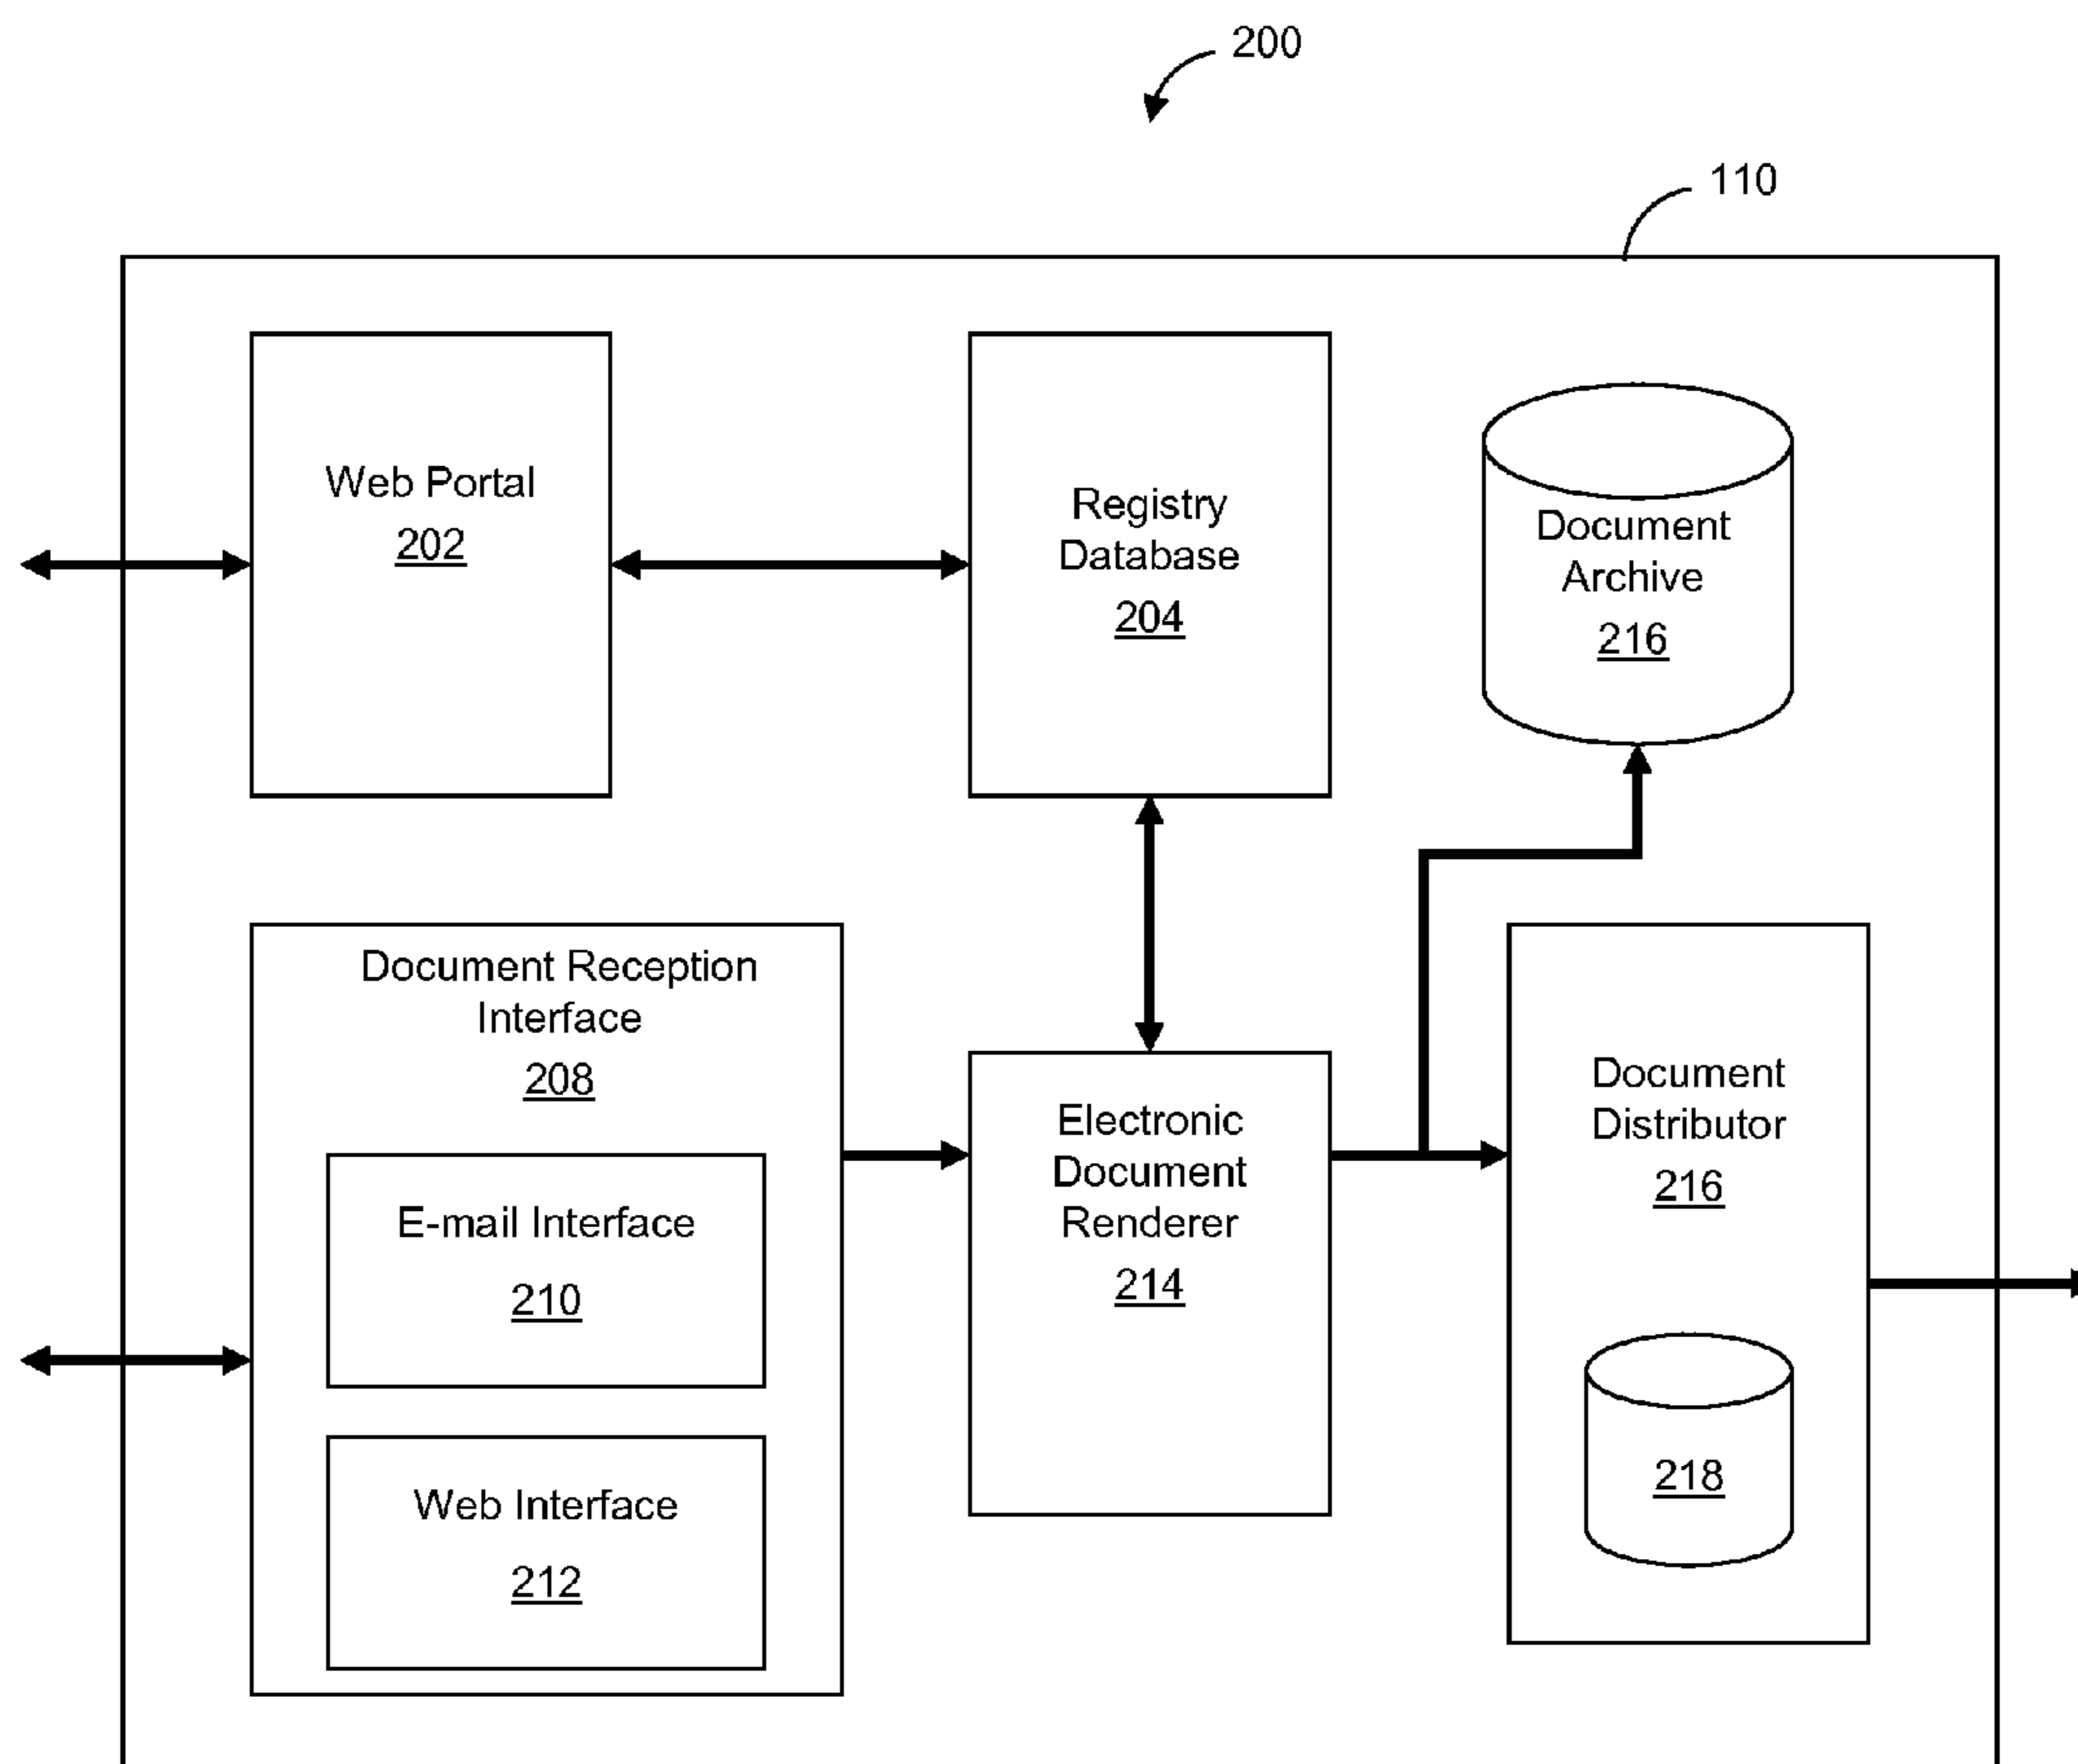 200
110
Web Portal
202
Registry
Database
204
Document
Archive
216
Document Reception
Interface
208
E-mail Interface
210
Web Interface
212
Electronic
Document
Renderer
214
Document
Distributor
216
218